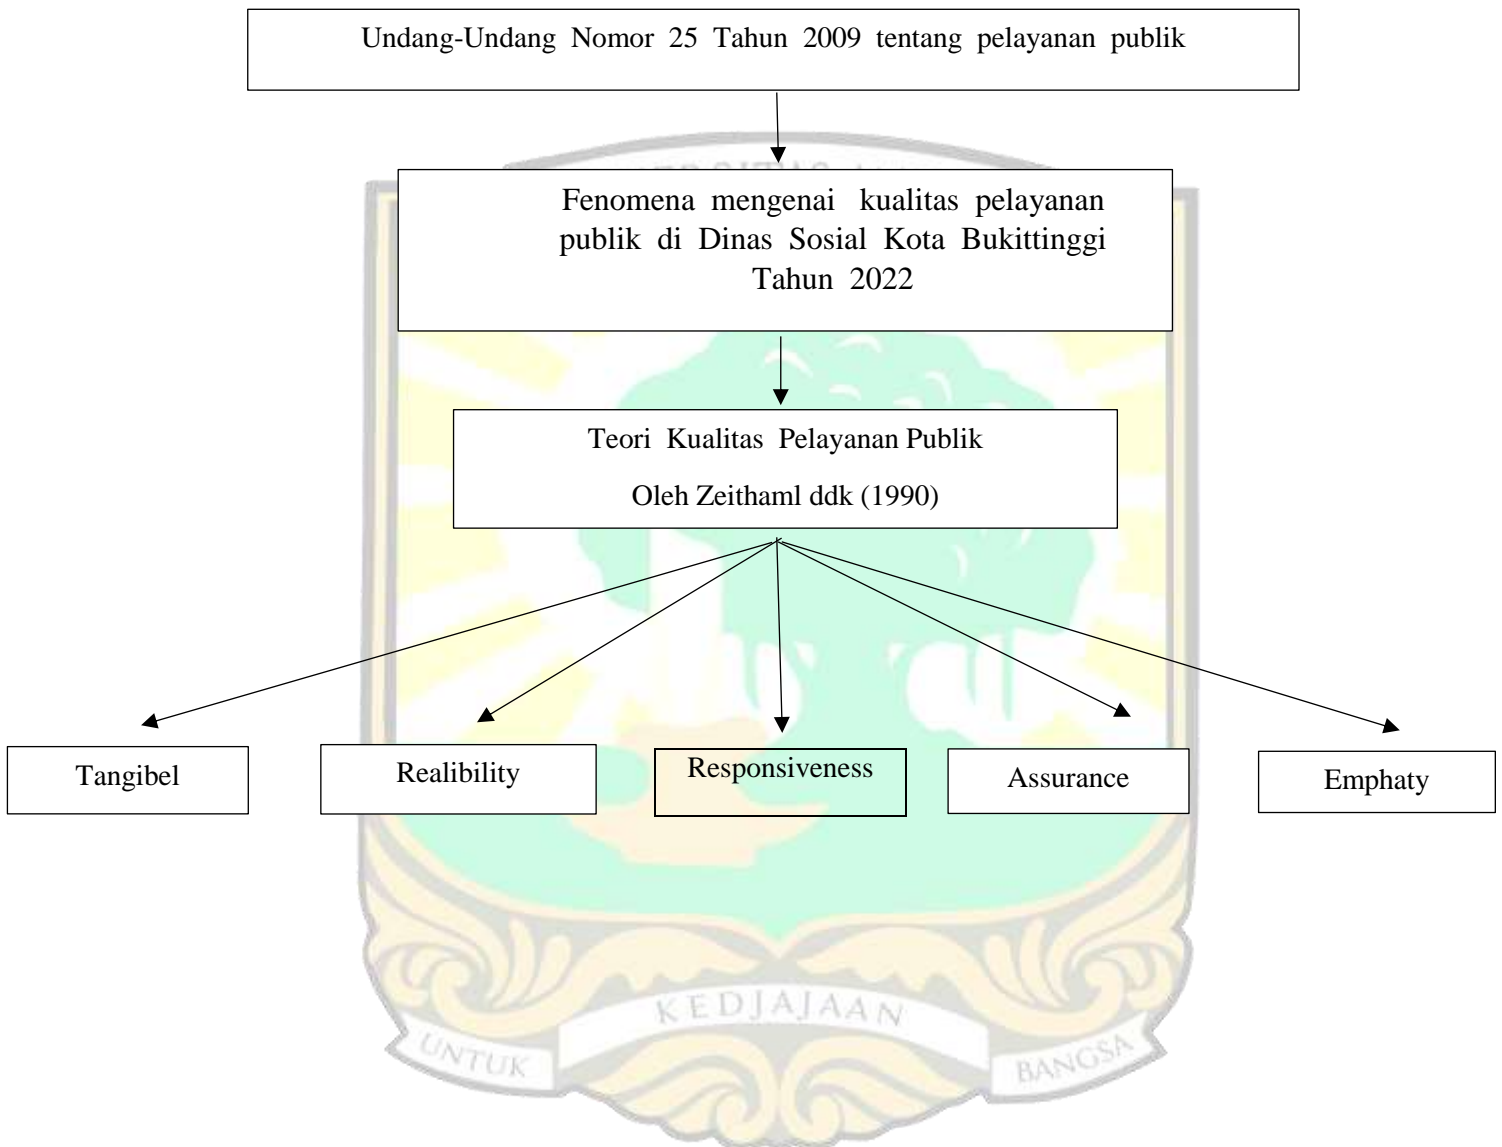 Undang-Undang Nomor 25 Tahun 2009 tentang pelayanan publik
Fenomena mengenai kualitas pelayanan
publik di Dinas Sosial Kota Bukittinggi
Tahun 2022
Teori Kualitas Pelayanan Publik
Oleh Zeithaml ddk (1990)
Tangibel
Realibility
Responsiveness
Assurance
Emphaty
UNTUK
KEDJAJAAN
BANGSA